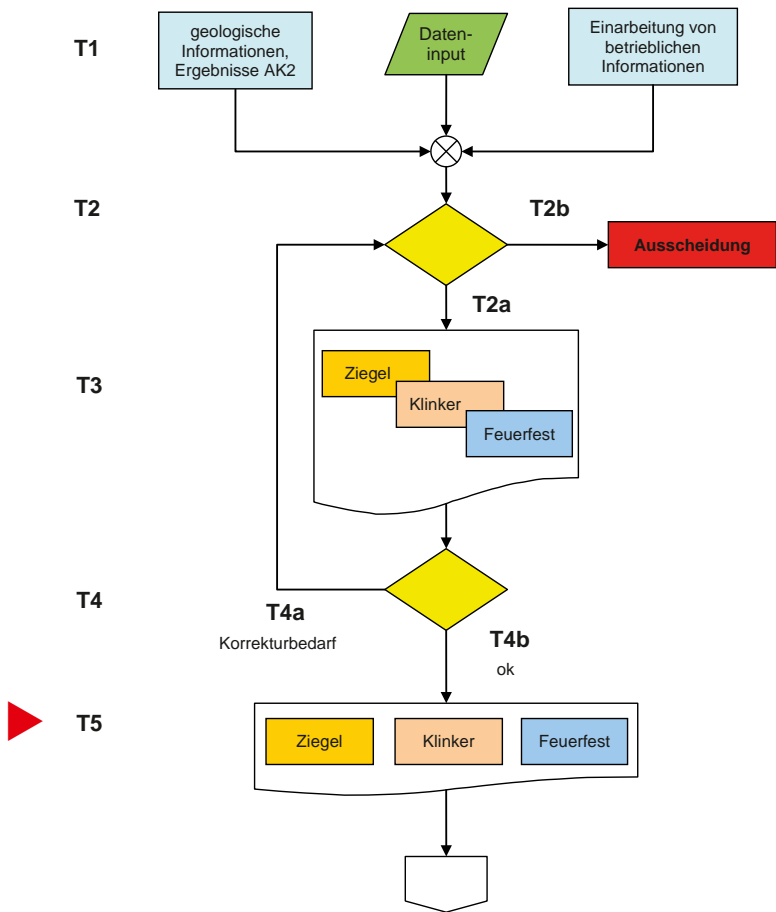 T1
geologische
Informationen,
Ergebnisse AK2
Daten-
input
Einarbeitung von
betrieblichen
Informationen
T2
T2b
Ausscheidung
T2a
T3
Ziegel
Klinker
Feuerfest
T4
T4a
Korrekturbedarf
T4b
ok
T5
Ziegel
Klinker
Feuerfest